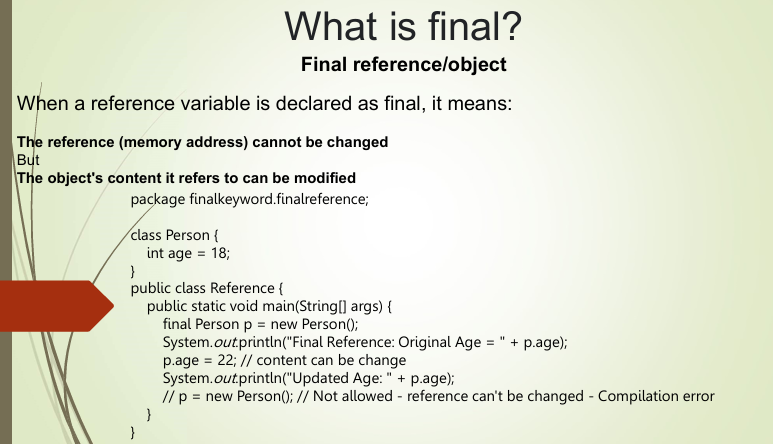 What is final?
Final reference/object
When a reference variable is declared as final, it means:
The reference (memory address) cannot be changed
But
The object's content it refers to can be modified
package finalkeyword.finalreference;
class Person {
int age = 18;
}
public class Reference {
public static void main(String[] args) {
final Person p = new Person();
System.out.println("Final Reference: Original Age = " + p.age);
p.age = 22; // content can be change
System.out.println("Updated Age: " + p.age);
// p = new Person(); // Not allowed - reference can't be changed - Compilation error
}
}